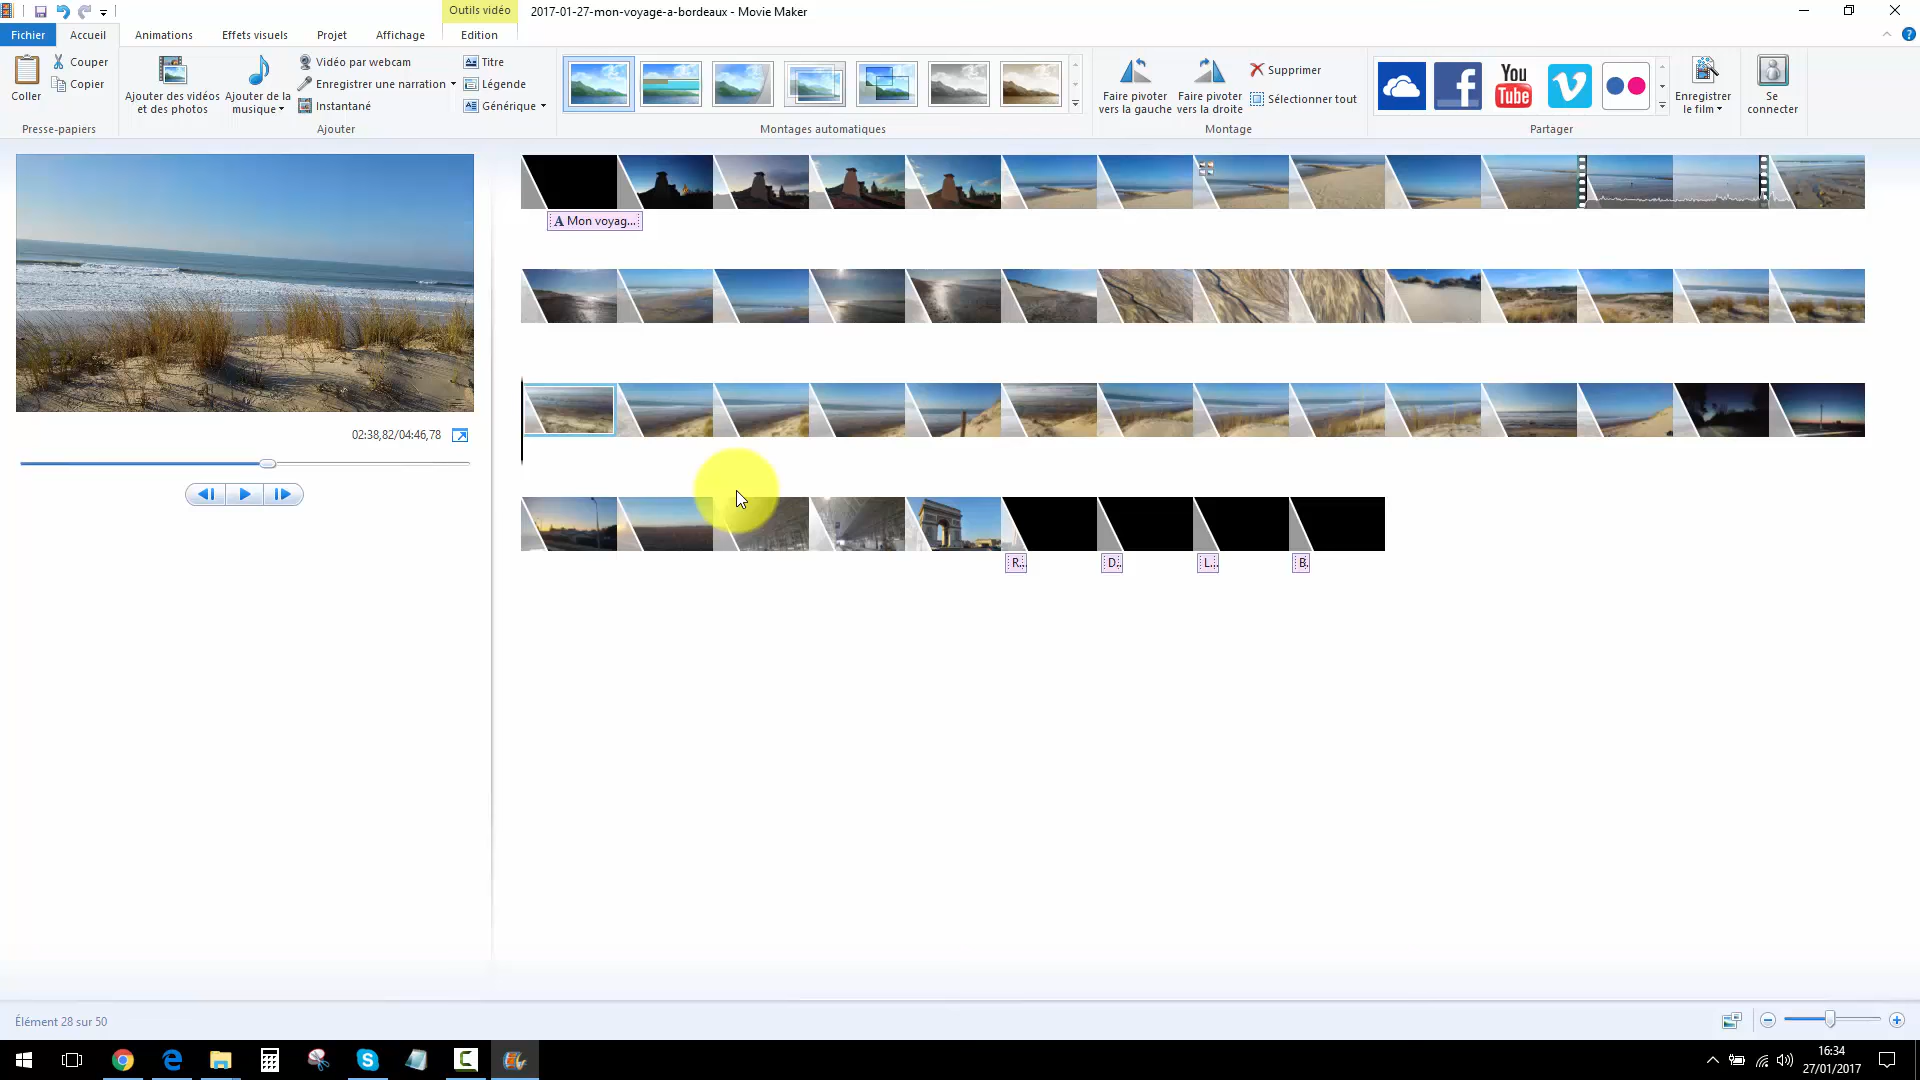 Outils vidéo
2017-01-27-mon-voyage-a-bordeaux - Movie Maker
Fichier
Accueil
Animations
Effets visuels
Projet
Affichage
Edition
Coller
Couper
Copier
Presse-papiers
Ajouter des vidéos
et des photos
Ajouter de la
musique
Vidéo par webcam
Enregistrer une narration
Instantané
Titre
Légende
Générique
Ajouter
Montages automatiques
Faire pivoter
vers la gauche
Faire pivoter
vers la droite
Supprimer
Sélectionner tout
Montage
You
Tube
Partager
Enregistrer
le film
Se
connecter
A Mon voyag...
02:38,82/04:46,78
R...
D...
L...
B.
Élément 28 sur 50
16:34
27/01/2017